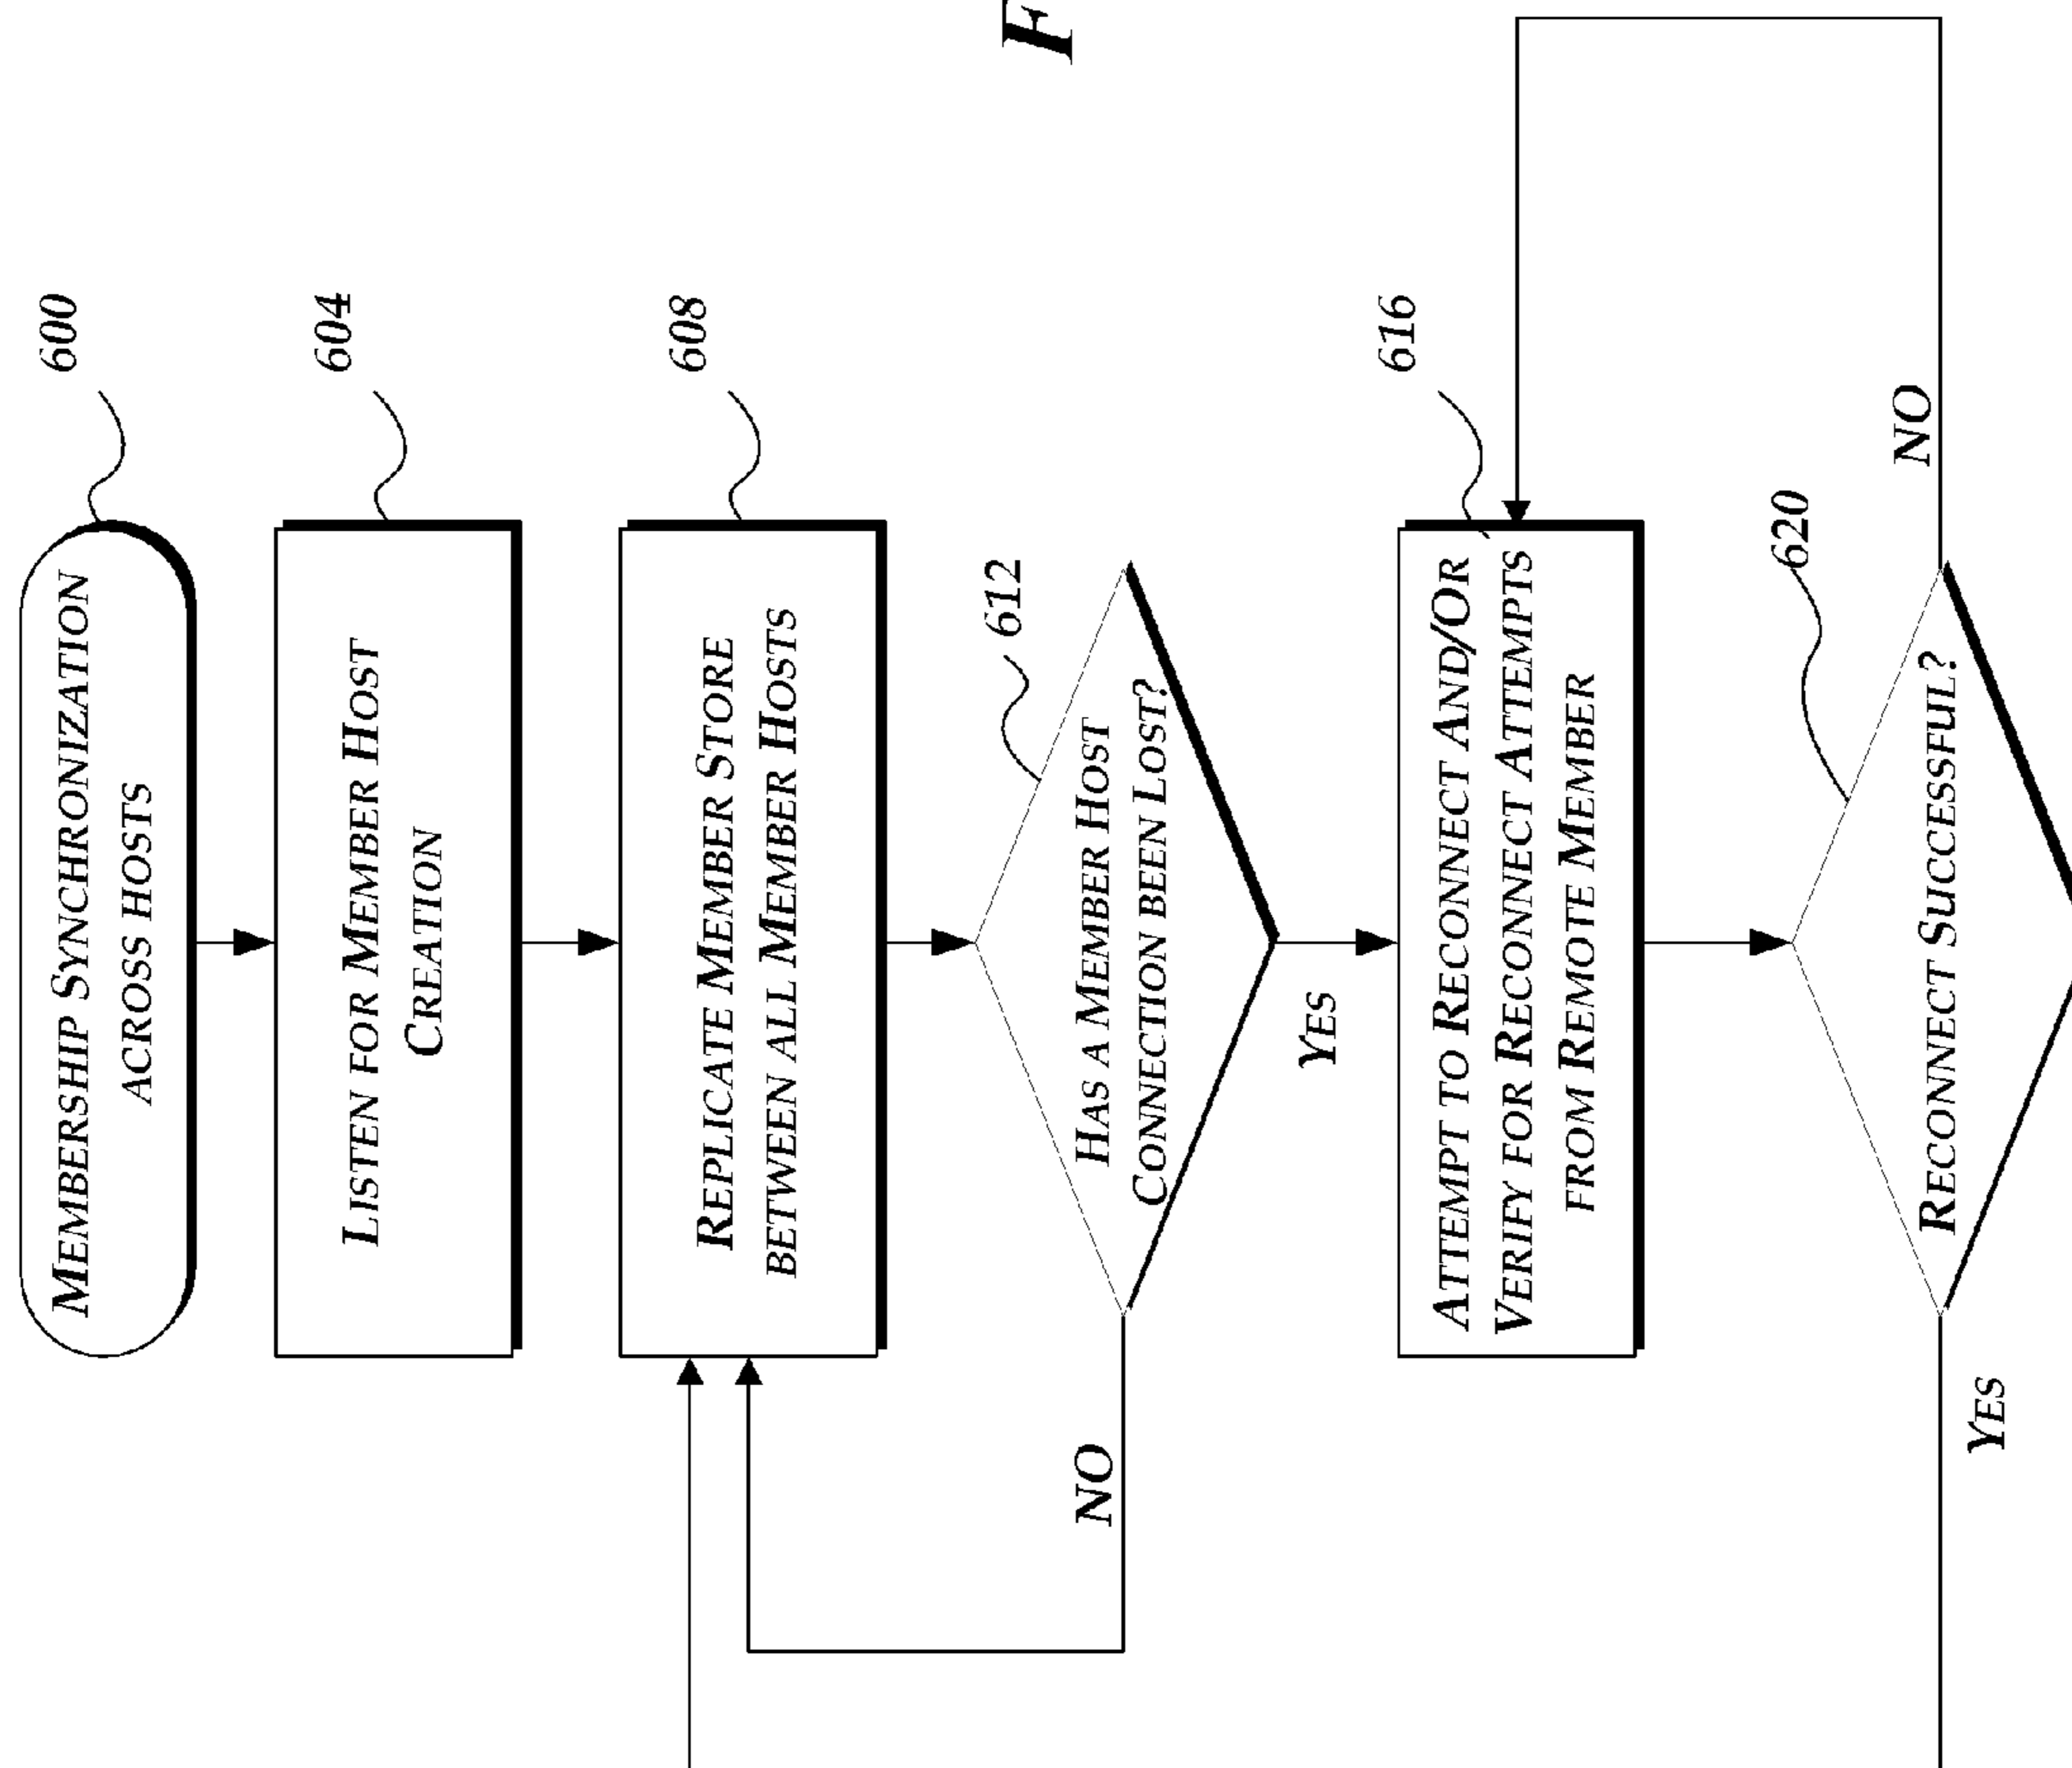 600
MEMBERSHIP SYNCHRONIZATION
ACROSS HOSTS
604
LISTEN FOR MEMBER HOST
CREATION
608
REPLICATE MEMBER STORE
BETWEEN ALL MEMBER HOSTS
612
HAS A MEMBER HOST
CONNECTION BEEN LOST?
NO
YES
616
ATTEMPT TO RECONNECT AND/OR
VERIFY FOR RECONNECT ATTEMPTS
FROM REMOTE MEMBER
620
RECONNECT SUCCESSFUL?
NO
YES
F